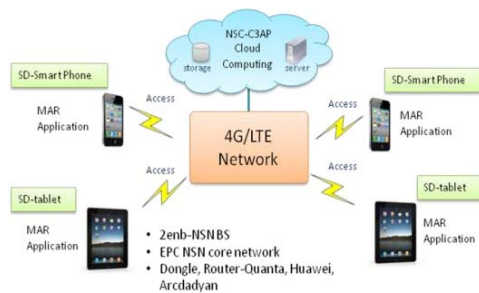 NSC-C3AP
Cloud
Computing
storage
server
SD-Smart Phone
SD-Smart Phone
Access
Access
MAR
Application
MAR
Application
4G/LTE
Network
Access
Access
SD-tablet
SD-tablet
MAR
Application
MAR
Application
• 2enb-NSN BS
• EPC NSN core network
• Dongle, Router-Quanta, Huawei,
Arcdadyan